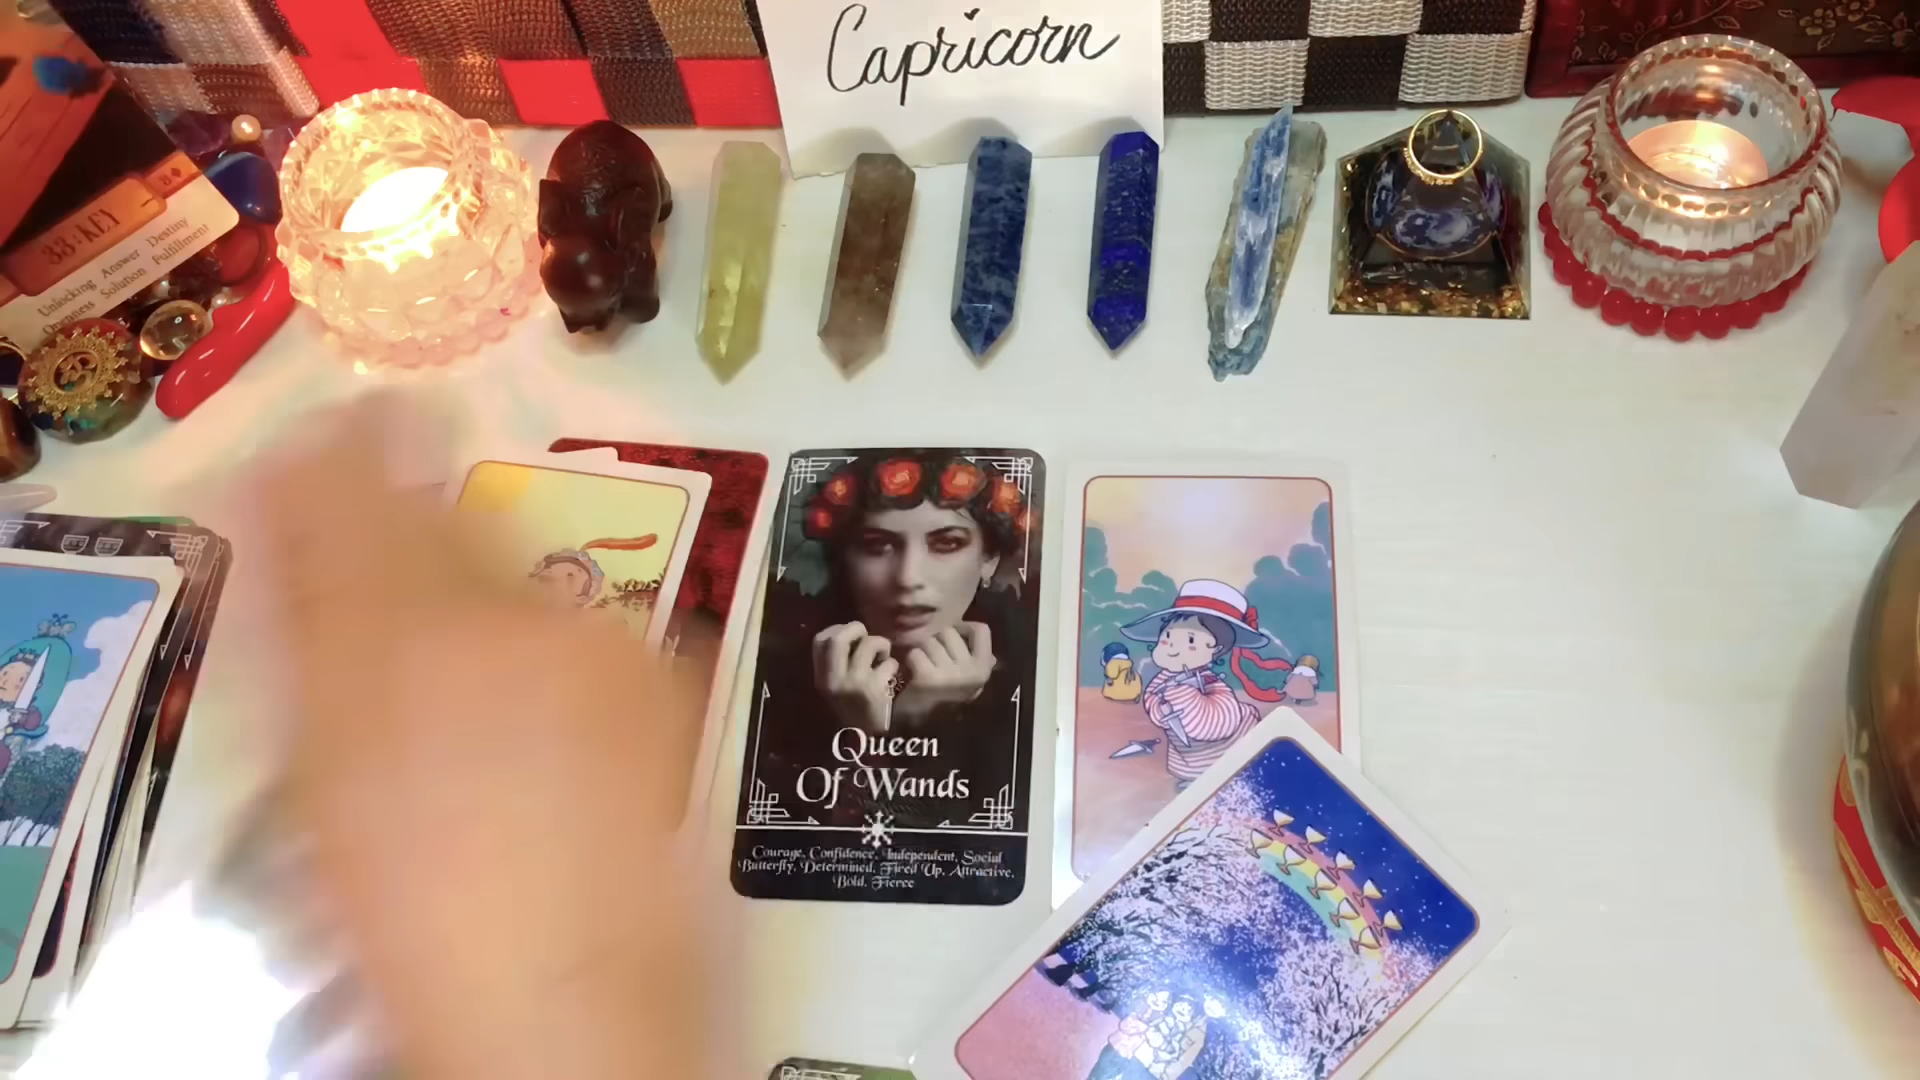 Capricorn
33: KEY
Unlocking Answer Destiny
Openness Solution Fulfillment
Queen
Of Wands
Courage, Confidence, Independent, Social
Butterfly, Determined, Fired Up, Attractive,
Bold, Fierce